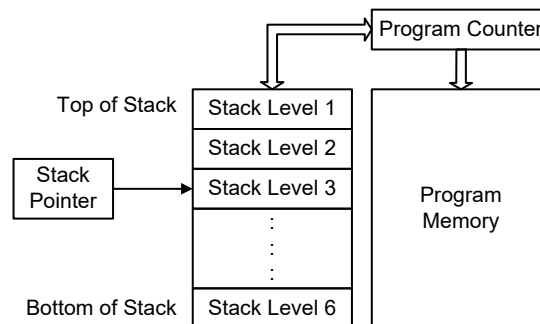 Program Counter
Top of Stack
Stack Level 1
Stack Level 2
Stack
Pointer
Stack Level 3
:
:
:
Program
Memory
Bottom of Stack
Stack Level 6